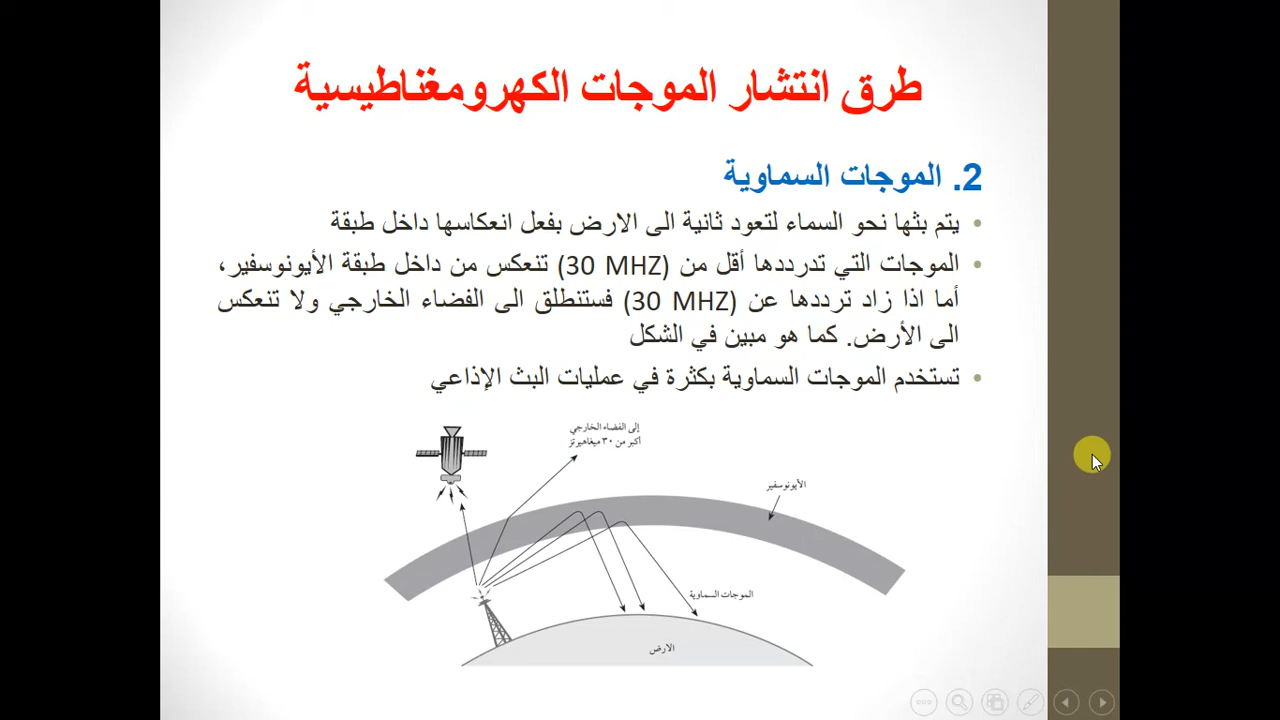 طرق انتشار الموجات الكهرومغناطيسية
2. الموجات السماوية
• يتم بثها نحو السماء لتعود ثانية الى الارض بفعل انعكاسها داخل طبقة
• الموجات التي تدرددها أقل من (30 MHZ) تنعكس من داخل طبقة الأيونوسفير،
أما اذا زاد ترددها عن (30 MHZ) فستنطلق الى الفضاء الخارجي ولا تنعكس
الى الأرض. كما هو مبين في الشكل
• تستخدم الموجات السماوية بكثرة في عمليات البث الإذاعي
إلى الفضاء الخارجي
أكبر من ٣٠ ميغاهيرتز
الأيونوسفير
الموجات السماوية
الارض